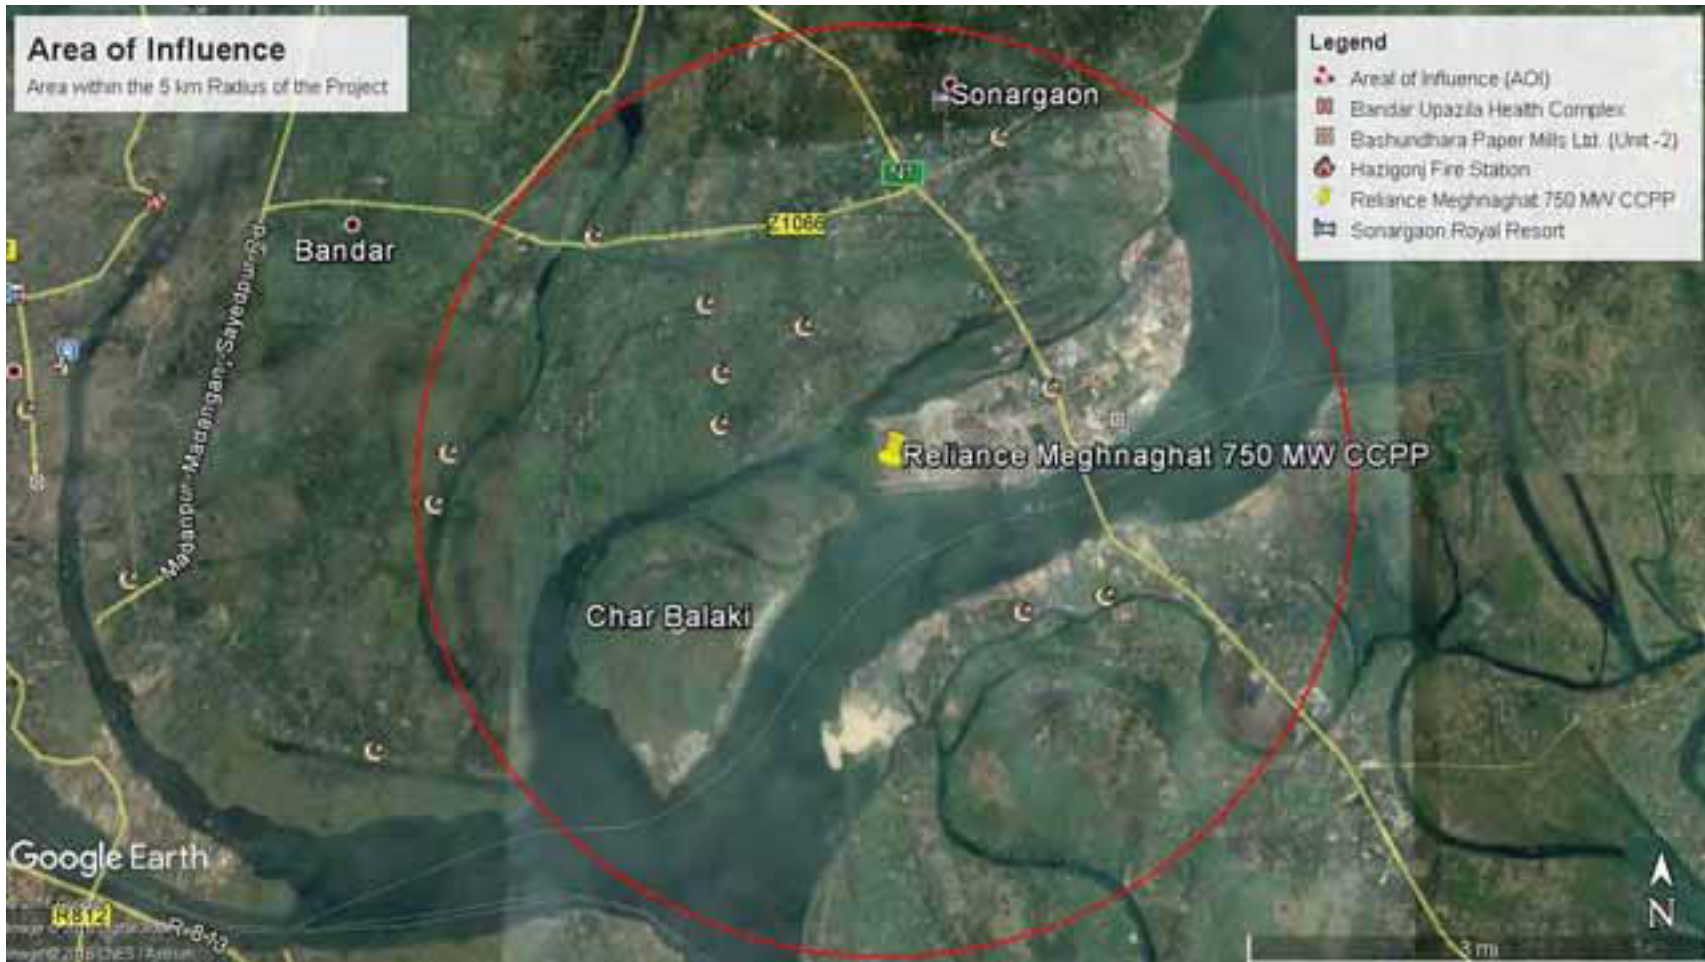 Area of Influence
Area within the 5 km Radius of the Project
Legend
Areal of Influence (AOI)
Bandar Upazila Health Complex
Bashundhara Paper Mills Ltd. (Unit -2)
Hazigonj Fire Station
Reliance Meghnaghat 750 MW CCPP
Sonargaon Royal Resort
Sonargaon
N1
Z1066
Bandar
Madanpur-Madanganj-Sayedpur Rd
Reliance Meghnaghat 750 MW CCPP
Char Balaki
Google Earth
R812
R-813
N
3 mi